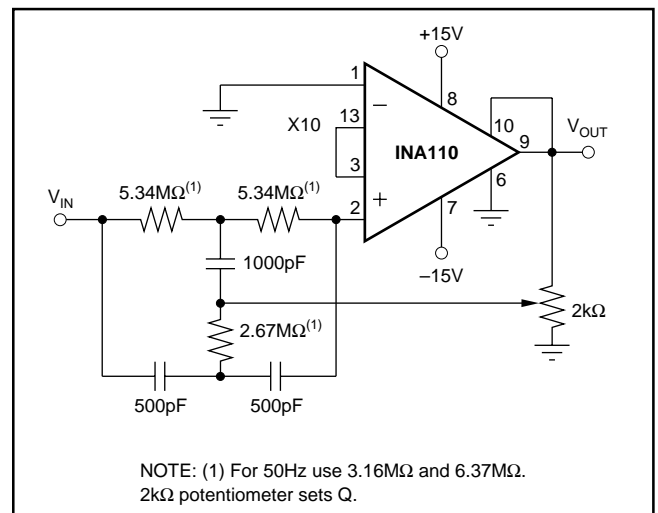 +15V
1
−
8
13
X10
10
VOUT
INA110
9
3
6
VIN
5.34MΩ(1)
5.34MΩ(1)
2
+
7
1000pF
–15V
2.67MΩ(1)
2kΩ
500pF
500pF
NOTE: (1) For 50Hz use 3.16MΩ and 6.37MΩ.
2kΩ potentiometer sets Q.